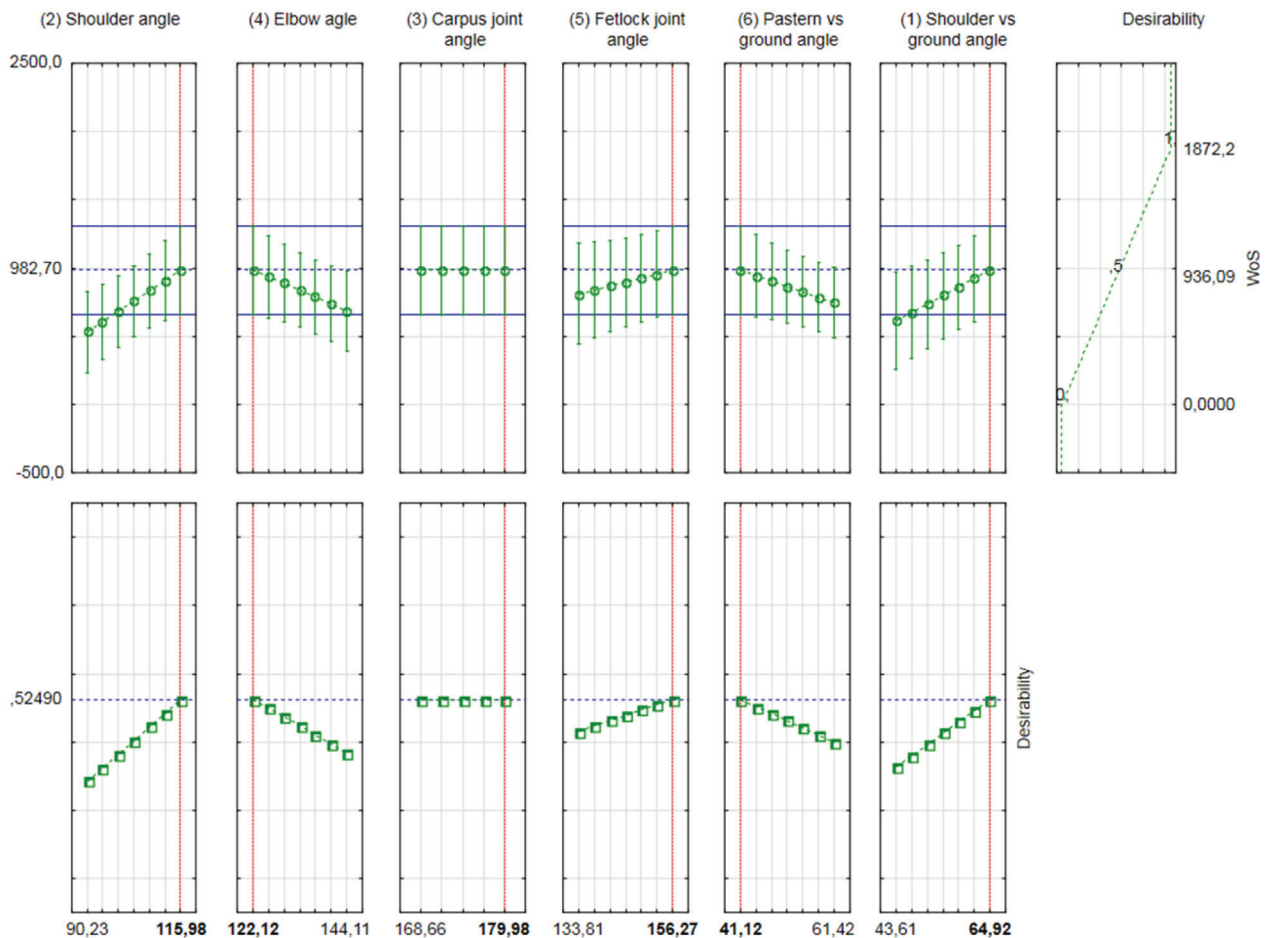 (2) Shoulder angle
(4) Elbow agle
(3) Carpus joint
angle
(5) Fetlock joint
angle
(6) Pastern vs
ground angle
(1) Shoulder vs
ground angle
Desirability
2500,0
982,70
-500,0
1,
1872,2
,5
936,09
WoS
0,
0,0000
,52490
Desirability
90,23
115,98
122,12
144,11
168,66
179,98
133,81
156,27
41,12
61,42
43,61
64,92